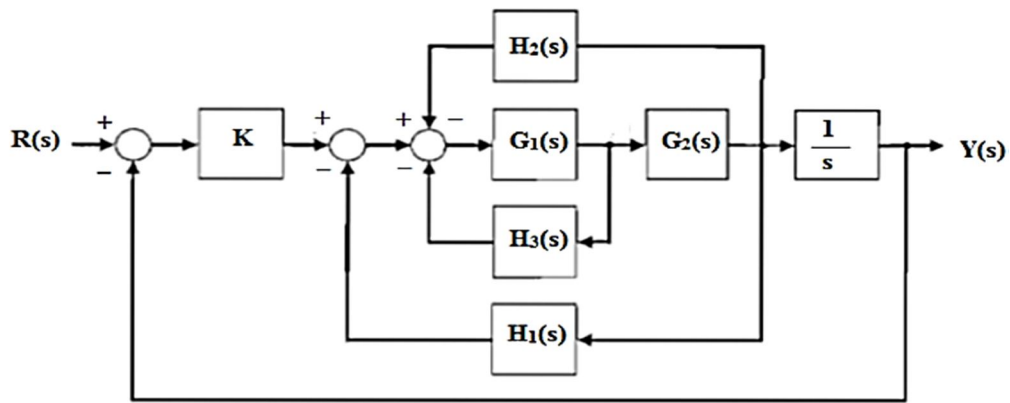 H₂(s)
+ + + −
R(s) K G₁(s) G₂(s) 1 Y(s)
s
− − −
H₃(s)
H₁(s)